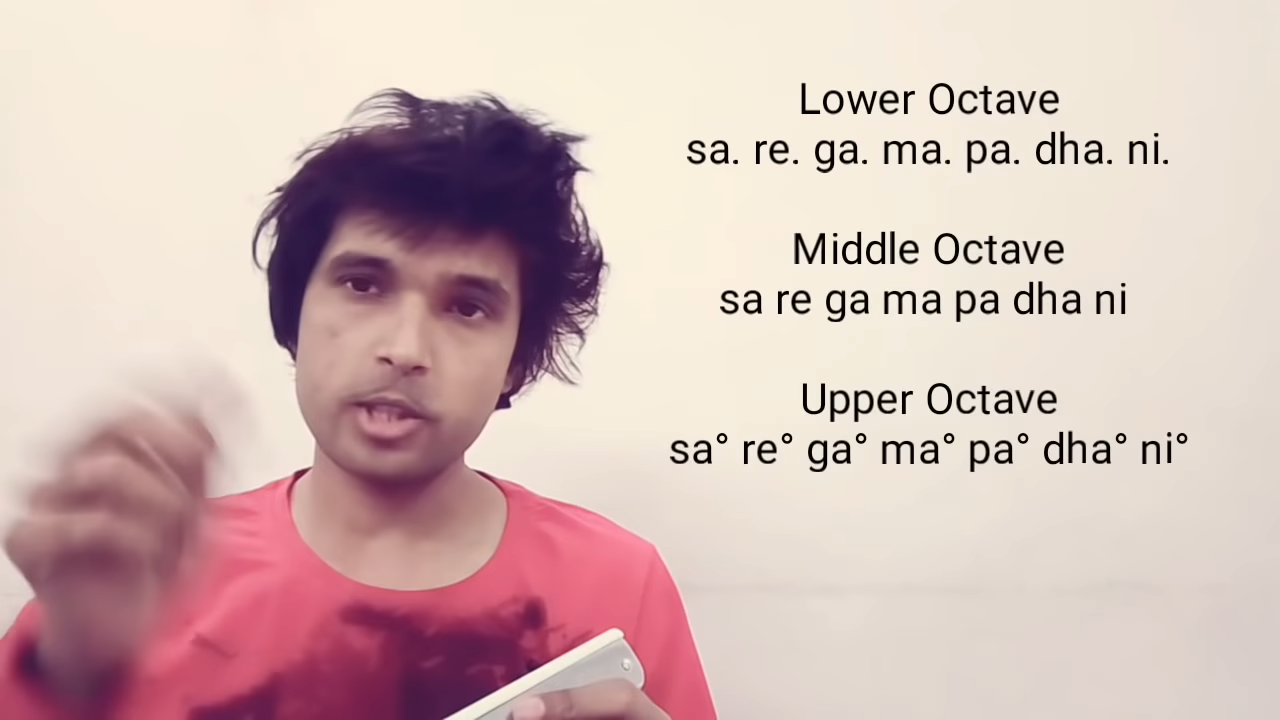 Lower Octave
sa. re. ga. ma. pa. dha. ni.
Middle Octave
sa re ga ma pa dha ni
Upper Octave
sa° re° ga° ma° pa° dha° ni°